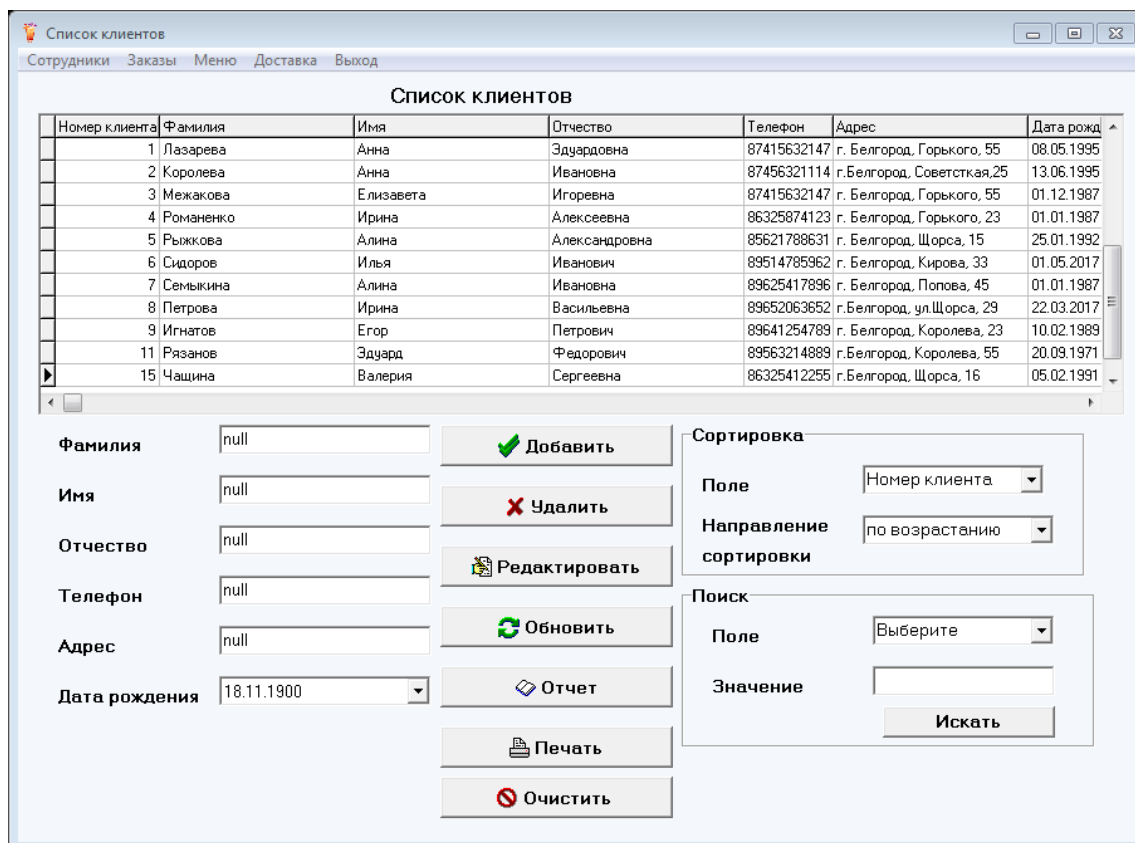 Список клиентов
Сотрудники Заказы Меню Доставка Выход
Список клиентов
Номер клиента Фамилия Имя Отчество Телефон Адрес Дата рожд
1 Лазарева Анна Эдуардовна 87415632147 г. Белгород, Горького, 55 08.05.1995
2 Королева Анна Ивановна 87456321114 г.Белгород, Советсткая,25 13.06.1995
3 Межакова Елизавета Игоревна 87415632147 г. Белгород, Горького, 55 01.12.1987
4 Романенко Ирина Алексеевна 86325874123 г. Белгород, Горького, 23 01.01.1987
5 Рыжкова Алина Александровна 85621788631 г. Белгород, Щорса, 15 25.01.1992
6 Сидоров Илья Иванович 89514785962 г. Белгород, Кирова, 33 01.05.2017
7 Семыкина Алина Ивановна 89625417896 г. Белгород, Попова, 45 01.01.1987
8 Петрова Ирина Васильевна 89652063652 г.Белгород, ул.Щорса, 29 22.03.2017
9 Игнатов Егор Петрович 89641254789 г. Белгород, Королева, 23 10.02.1989
11 Рязанов Эдуард Федорович 89563214889 г.Белгород, Королева, 55 20.09.1971
15 Чащина Валерия Сергеевна 86325412255 г.Белгород, Щорса, 16 05.02.1991
Фамилия null
Имя null
Отчество null
Телефон null
Адрес null
Дата рождения 18.11.1900
Добавить
Удалить
Редактировать
Обновить
Отчет
Печать
Очистить
Сортировка
Поле Номер клиента
Направление
сортировки
по возрастанию
Поиск
Поле Выберите
Значение
Искать